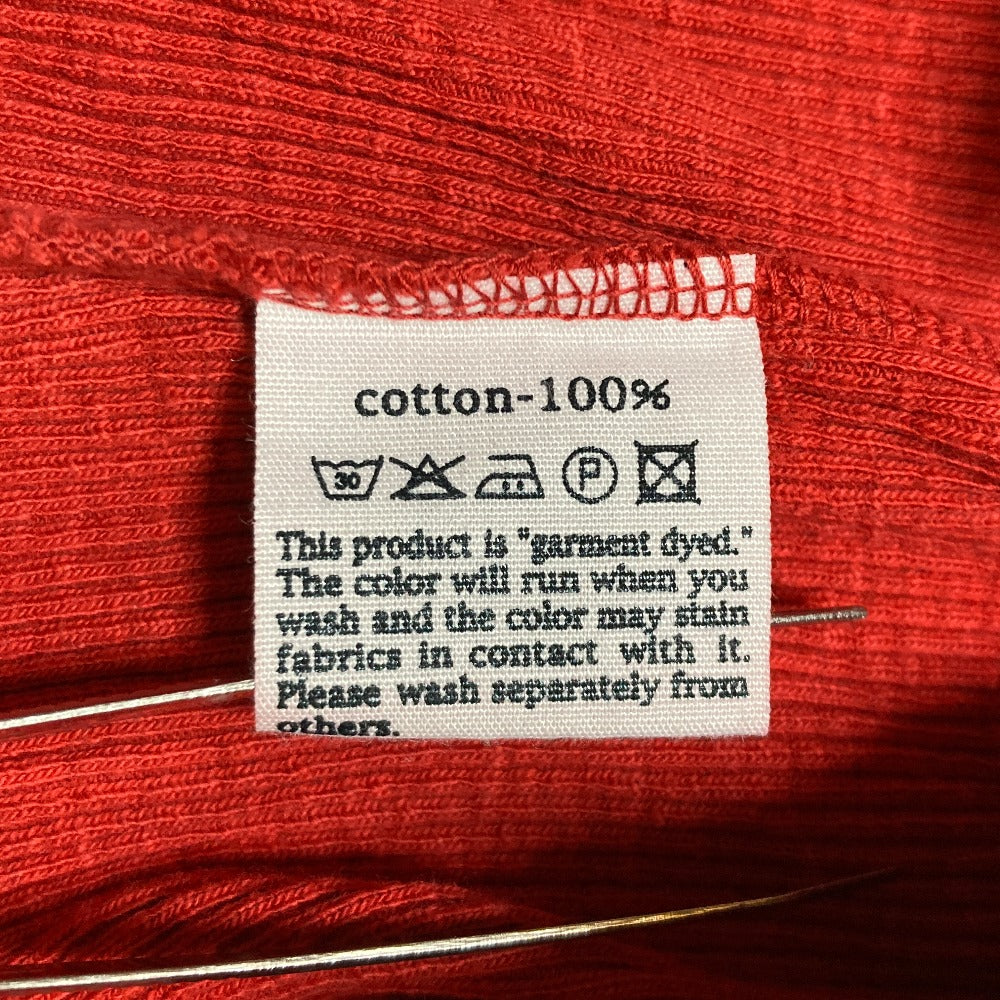 cotton-100%
30 P
This product is "garment dyed."
The color will run when you
wash and the color may stain
fabrics in contact with it.
Please wash separately from
others.